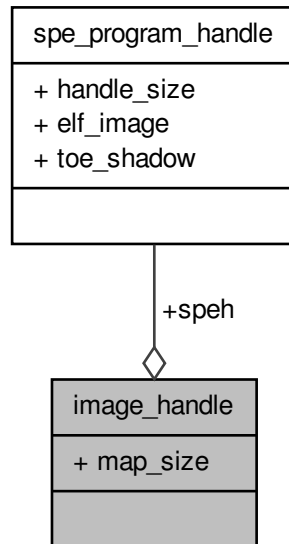 spe_program_handle
+ handle_size
+ elf_image
+ toe_shadow
+speh
image_handle
+ map_size